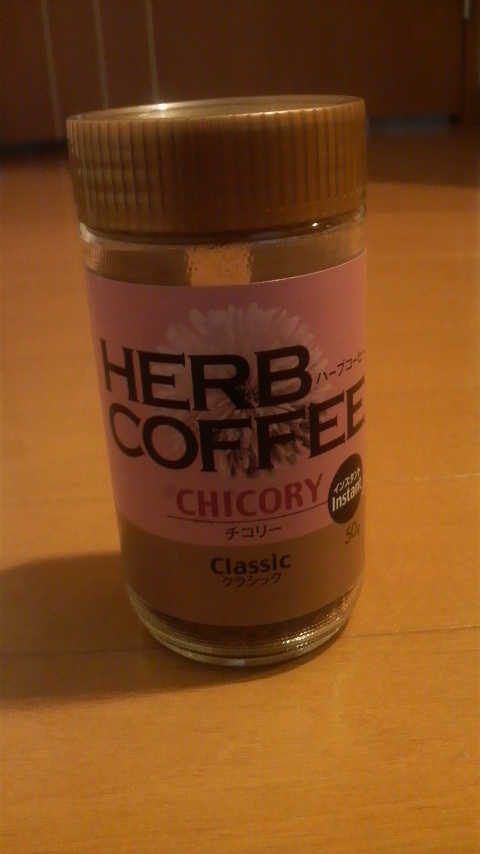 HERB
ハーブコーヒー
COFFEE
CHICORY
インスタント
Instant
チコリー
50g
Classic
クラシック